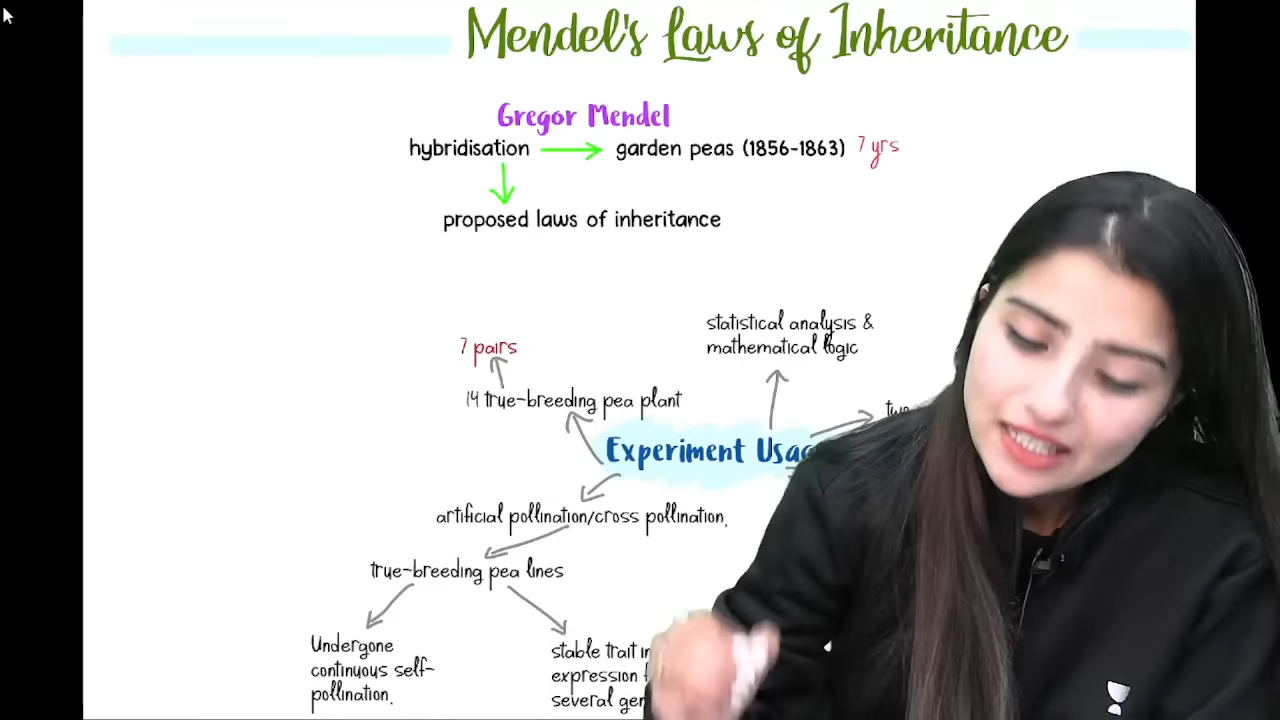 Mendel's Laws of Inheritance
Gregor Mendel
hybridisation garden peas (1856-1863) 7 yrs
proposed laws of inheritance
statistical analysis &
mathematical logic
7 pairs
14 true-breeding pea plant
Experiment
artificial pollination/cross pollination.
true-breeding pea lines
Undergone
continuous self-
pollination.
stable trait
expression
several